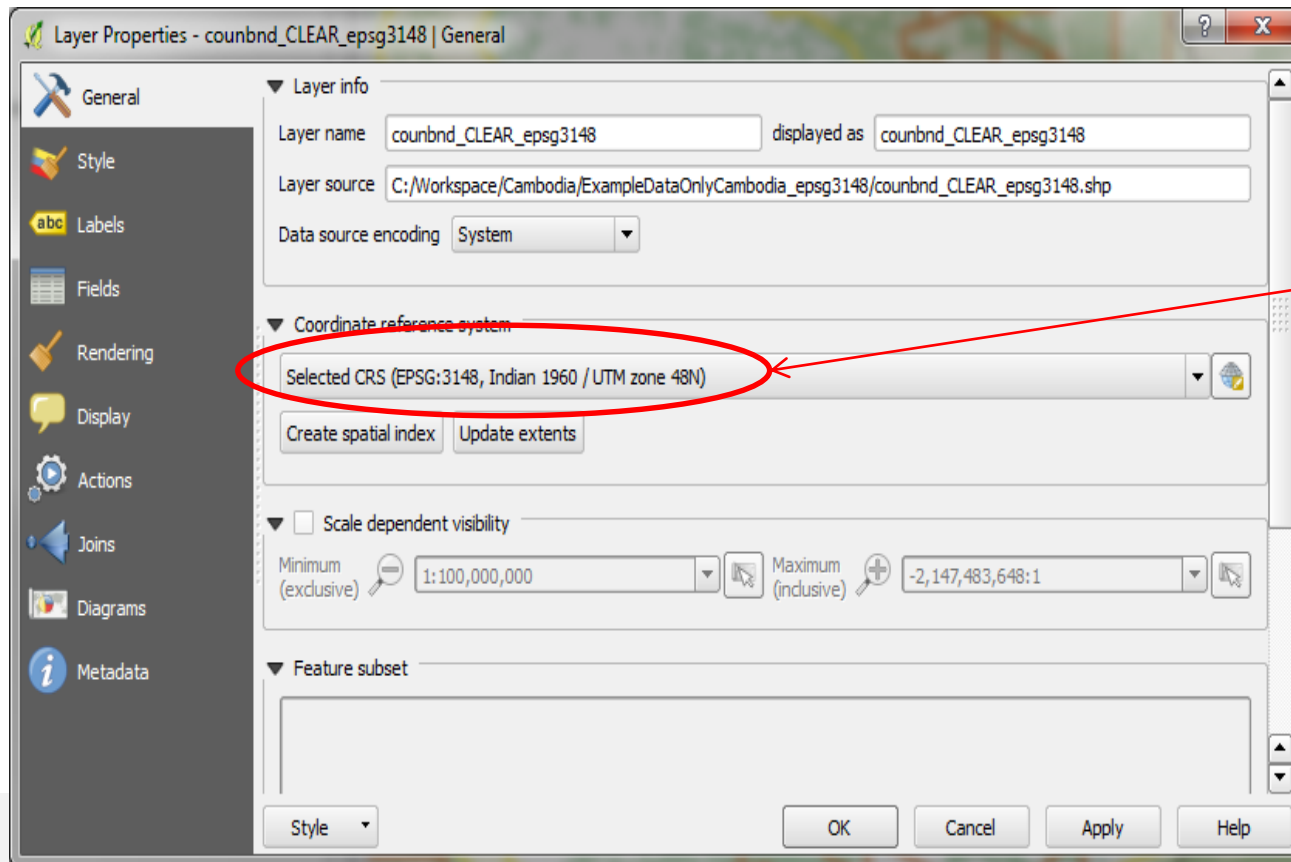 Layer Properties - counbnd_CLEAR_epsg3148 | General
? X
General
Style
abc Labels
Fields
Rendering
Display
Actions
Joins
Diagrams
i Metadata
Layer info
Layer name counbnd_CLEAR_epsg3148 displayed as counbnd_CLEAR_epsg3148
Layer source C:/Workspace/Cambodia/ExampleDataOnlyCambodia_epsg3148/counbnd_CLEAR_epsg3148.shp
Data source encoding System
Coordinate reference system
Selected CRS (EPSG:3148, Indian 1960 / UTM zone 48N)
Create spatial index Update extents
Scale dependent visibility
Minimum (exclusive) 1:100,000,000 Maximum (inclusive) -2,147,483,648:1
Feature subset
Style OK Cancel Apply Help